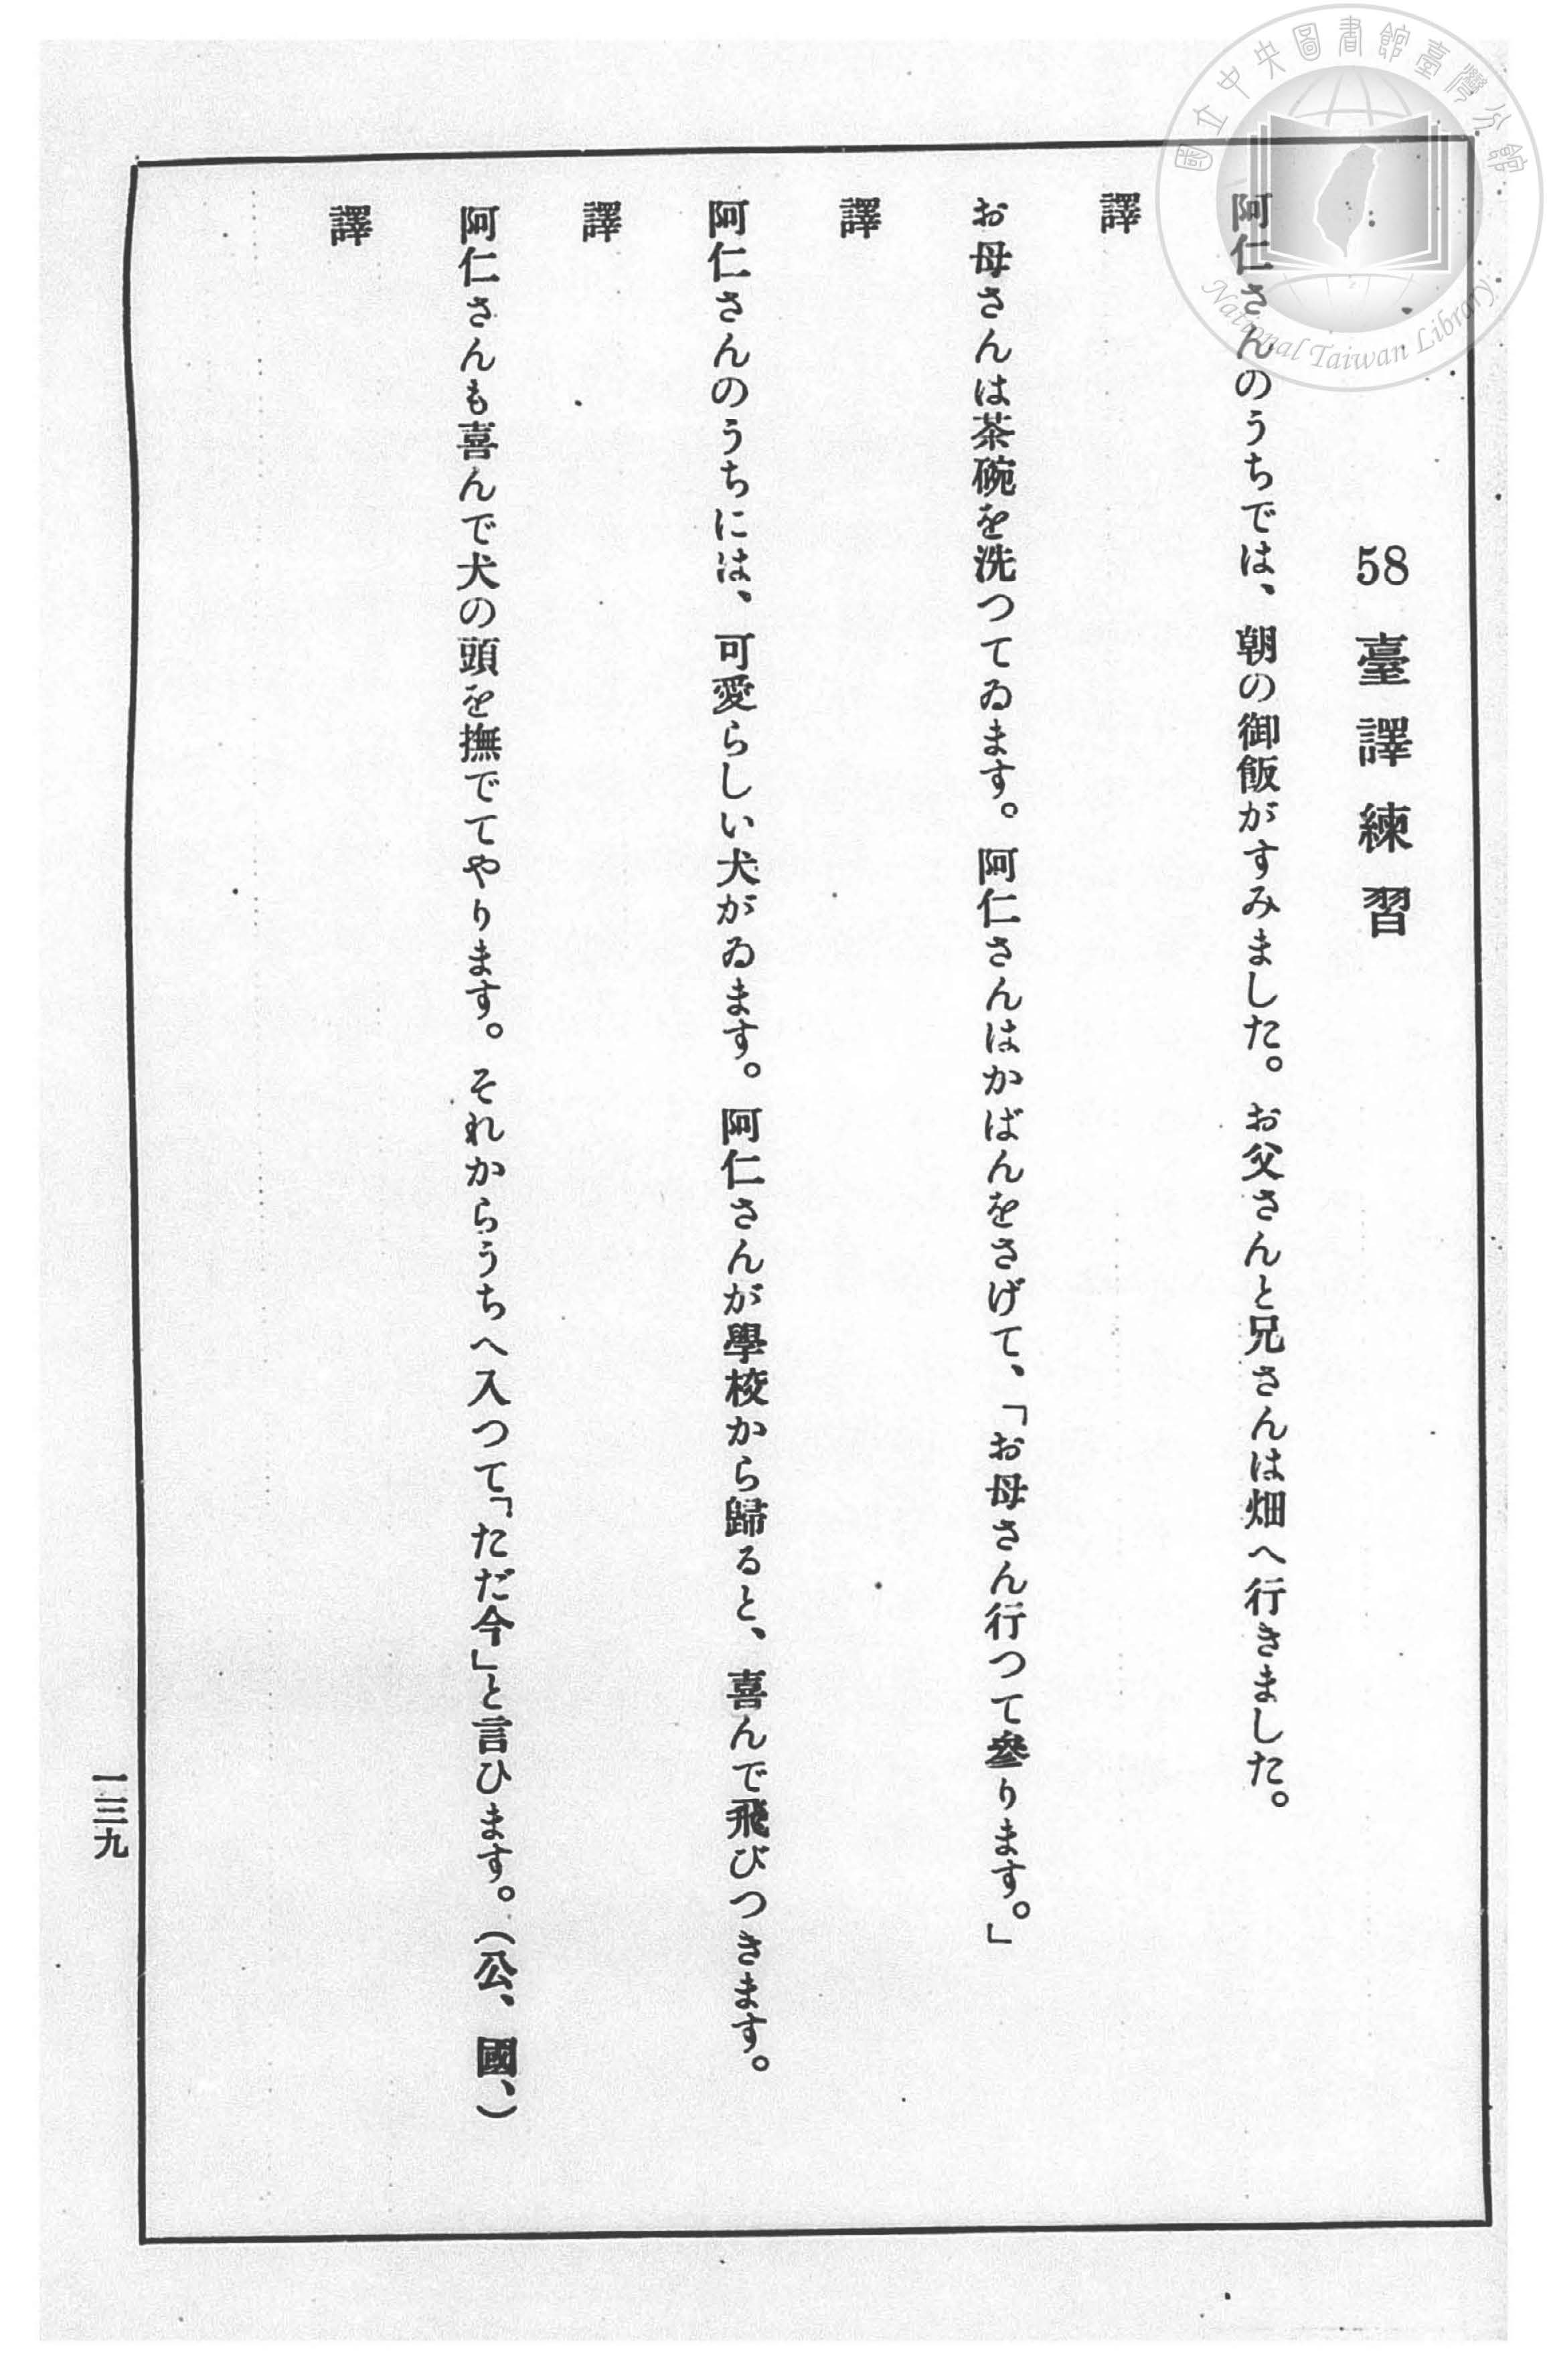 58 臺譯練習
阿仁さんのうちでは、朝の御飯がすみました。お父さんと兄さんは畑へ行きました。
譯
お母さんは茶碗を洗つてゐます。阿仁さんはかばんをさげて、「お母さん行つて參ります。」
譯
阿仁さんのうちには、可愛らしい犬がゐます。阿仁さんが學校から歸ると、喜んで飛びつきます。
譯
阿仁さんも喜んで犬の頭を撫でてやります。それからうちへ入つて「ただ今」と言ひます。(公、國、)
譯
一三九
國立中央圖書館臺灣分館
National Taiwan Library